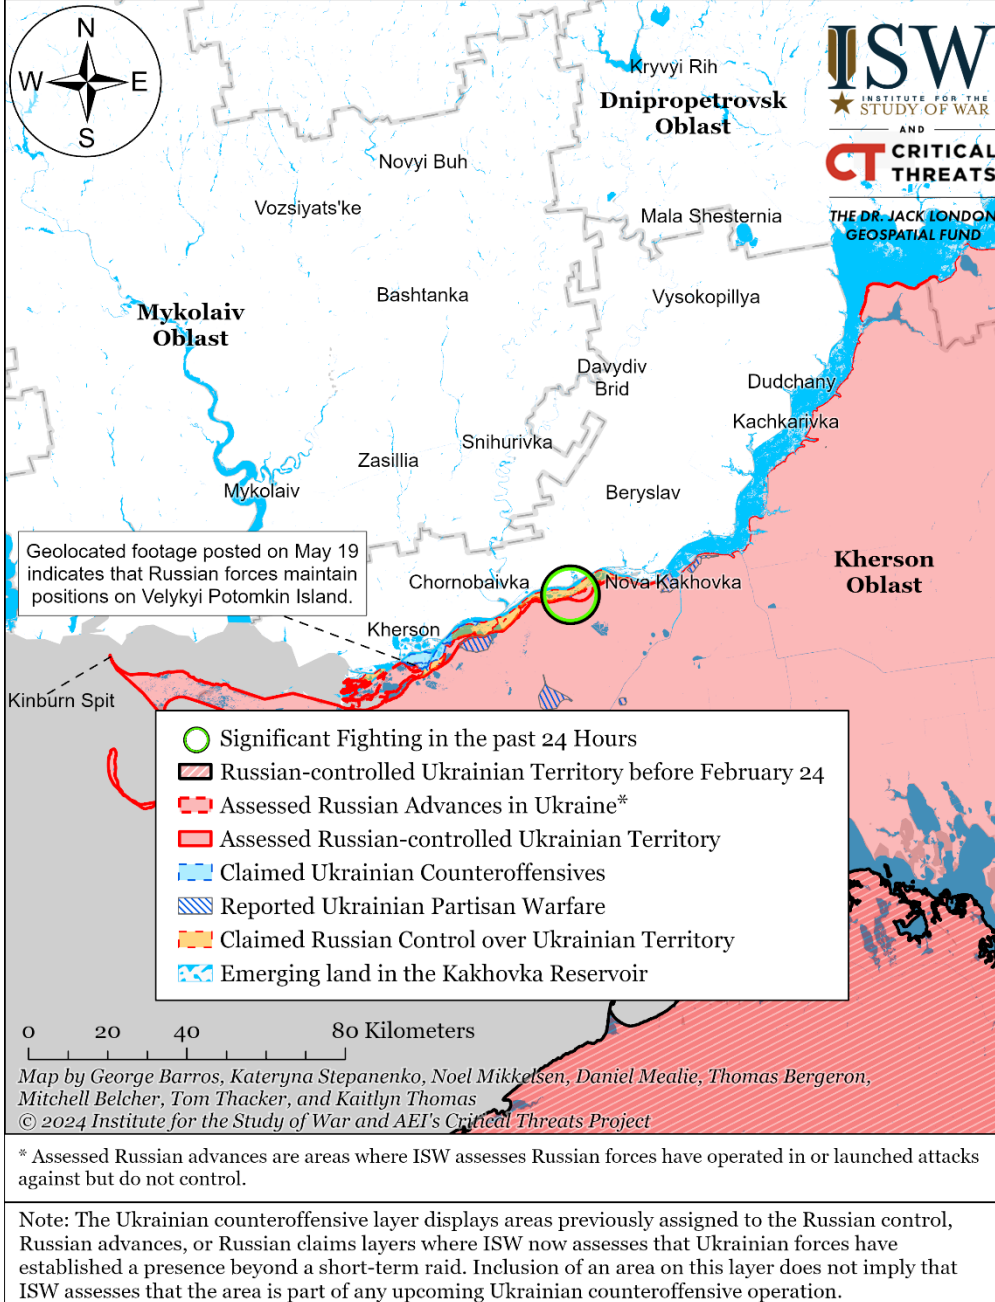 N
W E
S
ISW
INSTITUTE FOR THE
STUDY OF WAR
AND
CT CRITICAL
THREATS
THE DR. JACK LONDON
GEOSPATIAL FUND
Kryvyi Rih
Dnipropetrovsk
Oblast
Novyi Buh
Vozsiyats'ke
Mala Shesternia
Bashtanka
Vysokopillya
Mykolaiv
Oblast
Davydiv
Brid
Dudchany
Kachkarivka
Snihurivka
Zasillia
Mykolaiv
Beryslav
Geolocated footage posted on May 19
indicates that Russian forces maintain
positions on Velykyi Potomkin Island.
Kherson
Oblast
Chornobaivka
Nova Kakhovka
Kherson
Kinburn Spit
Significant Fighting in the past 24 Hours
Russian-controlled Ukrainian Territory before February 24
Assessed Russian Advances in Ukraine*
Assessed Russian-controlled Ukrainian Territory
Claimed Ukrainian Counteroffensives
Reported Ukrainian Partisan Warfare
Claimed Russian Control over Ukrainian Territory
Emerging land in the Kakhovka Reservoir
0 20 40 80 Kilometers
Map by George Barros, Kateryna Stepanenko, Noel Mikkelsen, Daniel Mealie, Thomas Bergeron,
Mitchell Belcher, Tom Thacker, and Kaitlyn Thomas
© 2024 Institute for the Study of War and AEI's Critical Threats Project
* Assessed Russian advances are areas where ISW assesses Russian forces have operated in or launched attacks
against but do not control.
Note: The Ukrainian counteroffensive layer displays areas previously assigned to the Russian control,
Russian advances, or Russian claims layers where ISW now assesses that Ukrainian forces have
established a presence beyond a short-term raid. Inclusion of an area on this layer does not imply that
ISW assesses that the area is part of any upcoming Ukrainian counteroffensive operation.